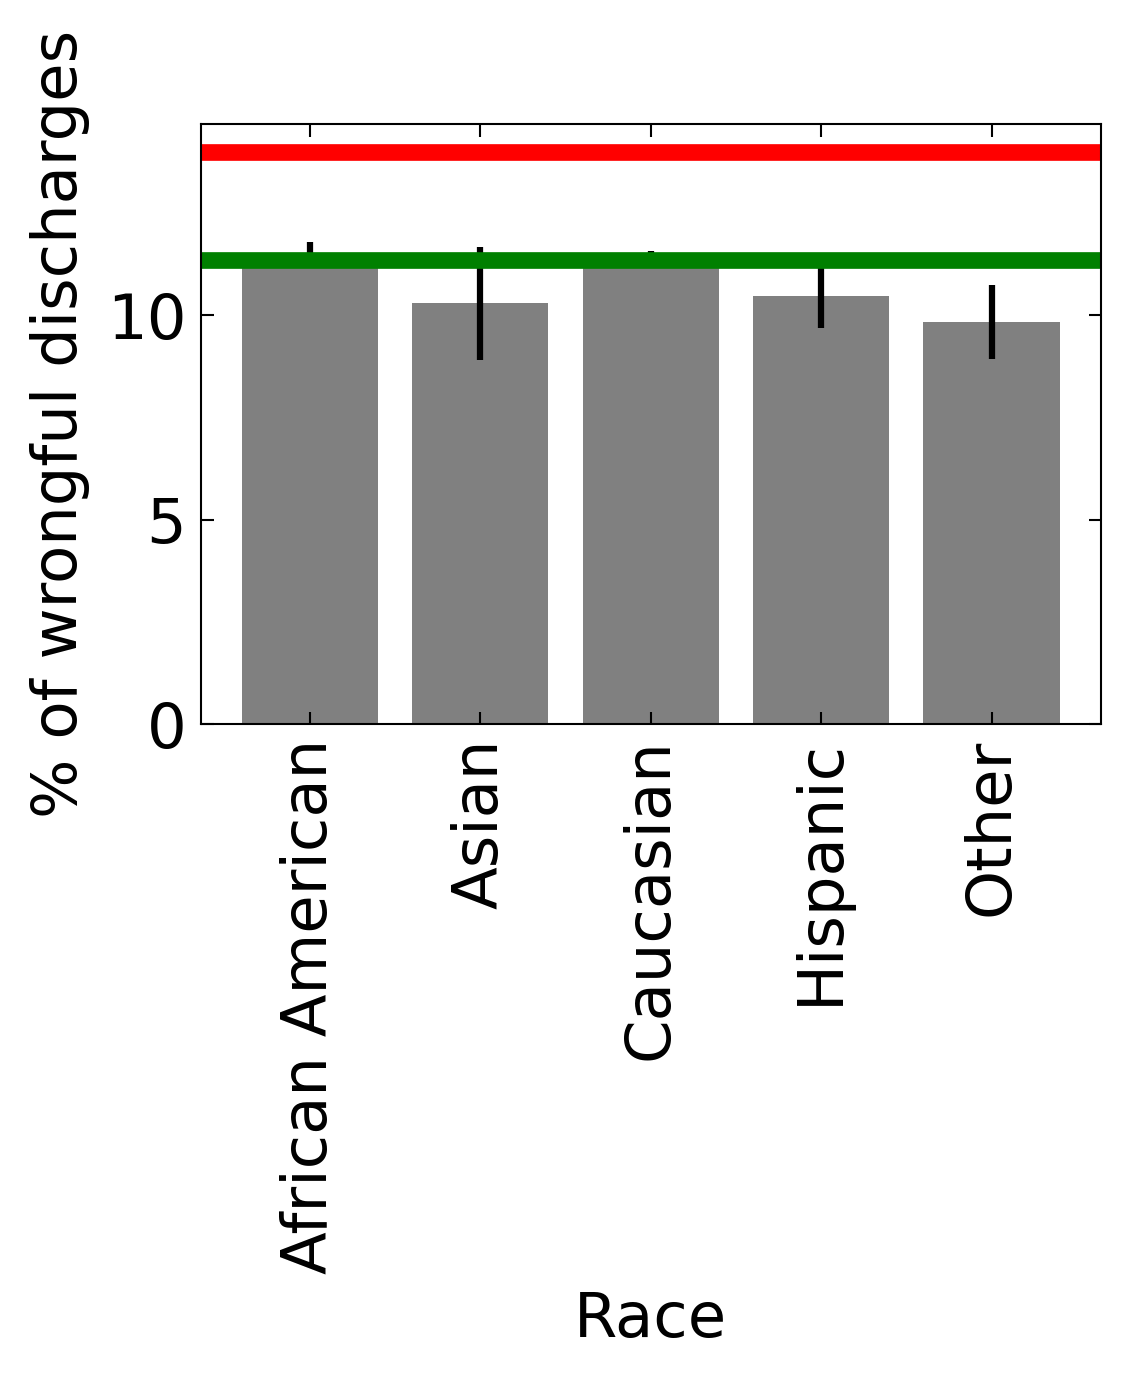 % of wrongful discharges
10
5
0
African American
Asian
Caucasian
Hispanic
Other
Race